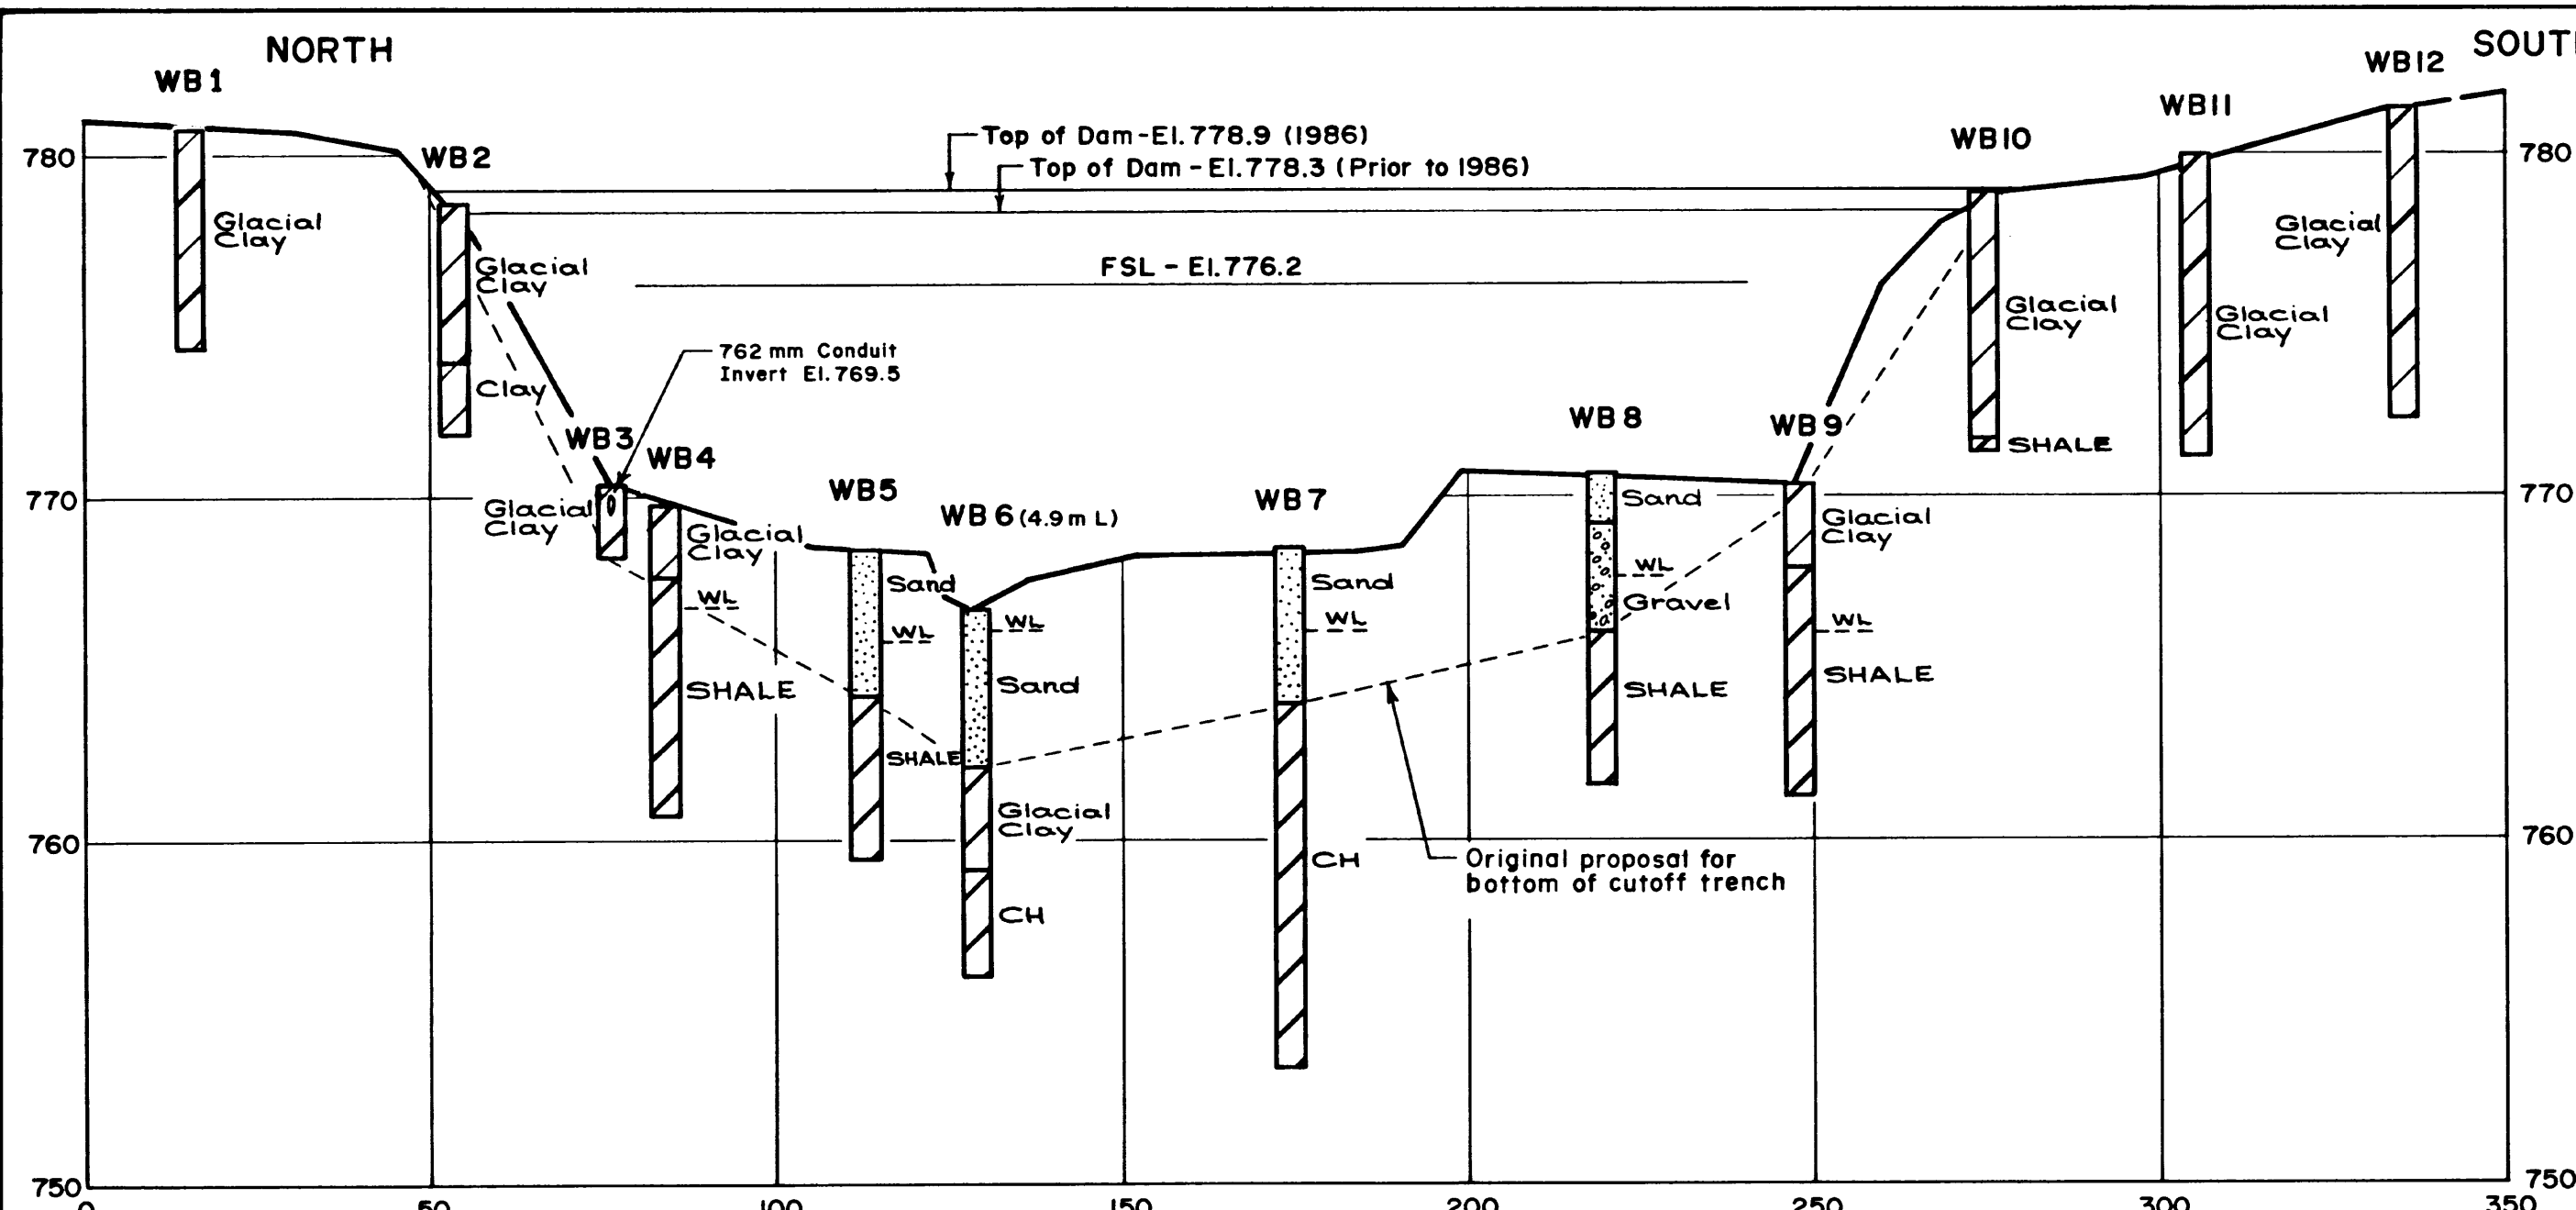 NORTH
SOUTH
WB1
WB2
WB3
WB4
WB5
WB6 (4.9 m L)
WB7
WB8
WB9
WB10
WB11
WB12
Top of Dam-El.778.9 (1986)
Top of Dam-El.778.3 (Prior to 1986)
FSL - El.776.2
762 mm Conduit
Invert El.769.5
Glacial
Clay
Glacial
Clay
Clay
Glacial
Clay
Glacial
Clay
WL
SHALE
Sand
WL
SHALE
WL
Sand
Glacial
Clay
CH
Sand
WL
CH
Sand
WL
Gravel
SHALE
Glacial
Clay
WL
SHALE
Glacial
Clay
SHALE
Glacial
Clay
Glacial
Clay
Original proposal for
bottom of cutoff trench
780
770
760
750
780
770
760
750
0
50
100
150
200
250
300
350